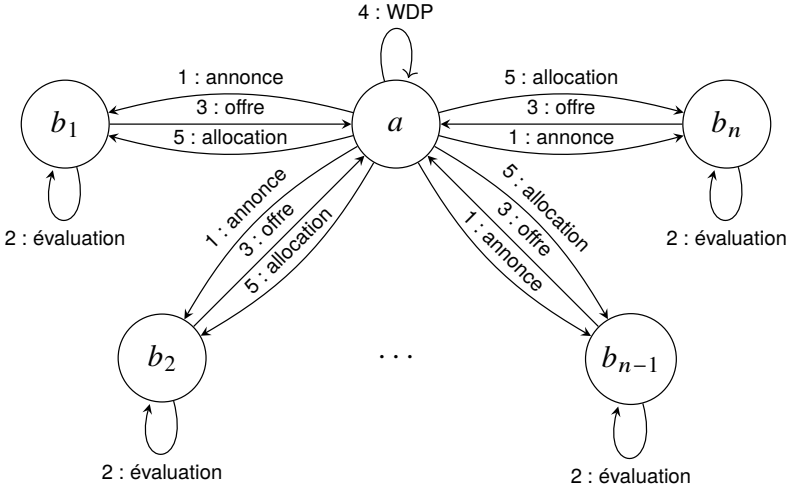 4 : WDP
1 : annonce
3 : offre
5 : allocation
5 : allocation
3 : offre
1 : annonce
b1
a
bn
2 : évaluation
2 : évaluation
1 : annonce
3 : offre
5 : allocation
5 : allocation
3 : offre
1 : annonce
b2
...
bn−1
2 : évaluation
2 : évaluation